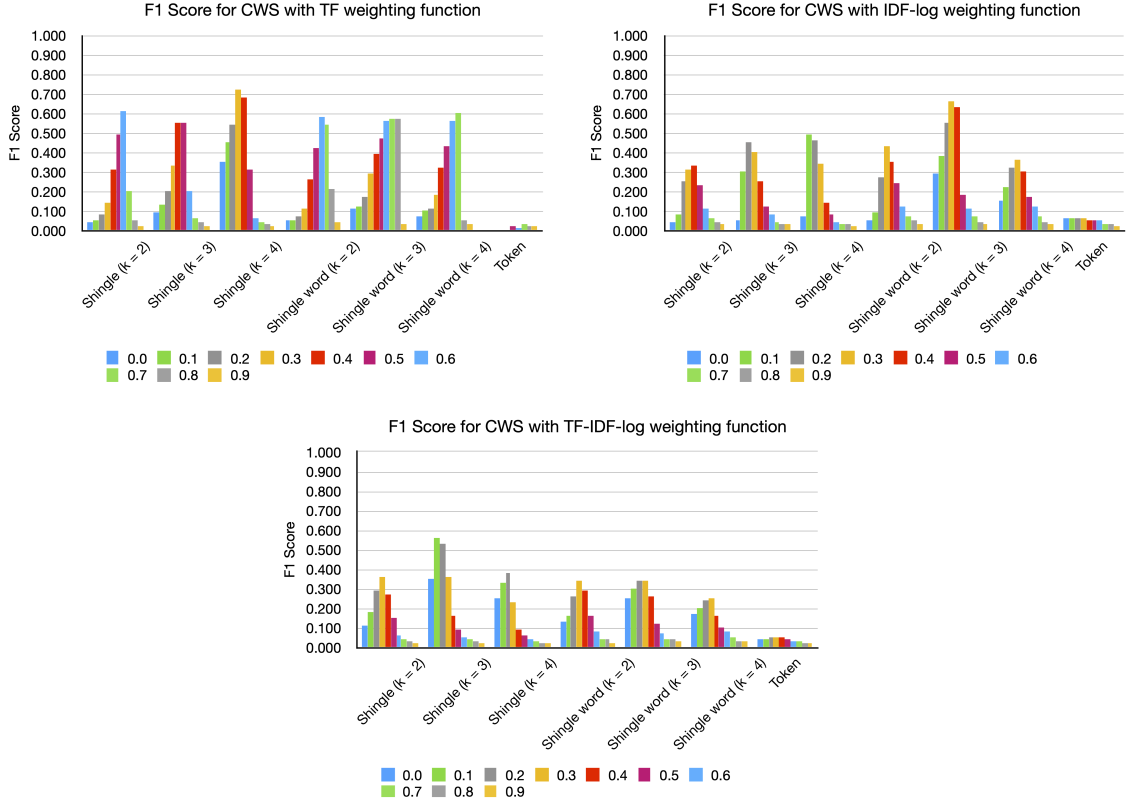 F1 Score for CWS with TF weighting function
F1 Score
1.000
0.900
0.800
0.700
0.600
0.500
0.400
0.300
0.200
0.100
0.000
Shingle (k = 2)
Shingle (k = 3)
Shingle (k = 4)
Shingle word (k = 2)
Shingle word (k = 3)
Shingle word (k = 4)
Token
0.0 0.1 0.2 0.3 0.4 0.5 0.6
0.7 0.8 0.9
F1 Score for CWS with IDF-log weighting function
F1 Score
1.000
0.900
0.800
0.700
0.600
0.500
0.400
0.300
0.200
0.100
0.000
Shingle (k = 2)
Shingle (k = 3)
Shingle (k = 4)
Shingle word (k = 2)
Shingle word (k = 3)
Shingle word (k = 4)
Token
0.0 0.1 0.2 0.3 0.4 0.5 0.6
0.7 0.8 0.9
F1 Score for CWS with TF-IDF-log weighting function
F1 Score
1.000
0.900
0.800
0.700
0.600
0.500
0.400
0.300
0.200
0.100
0.000
Shingle (k = 2)
Shingle (k = 3)
Shingle (k = 4)
Shingle word (k = 2)
Shingle word (k = 3)
Shingle word (k = 4)
Token
0.0 0.1 0.2 0.3 0.4 0.5 0.6
0.7 0.8 0.9